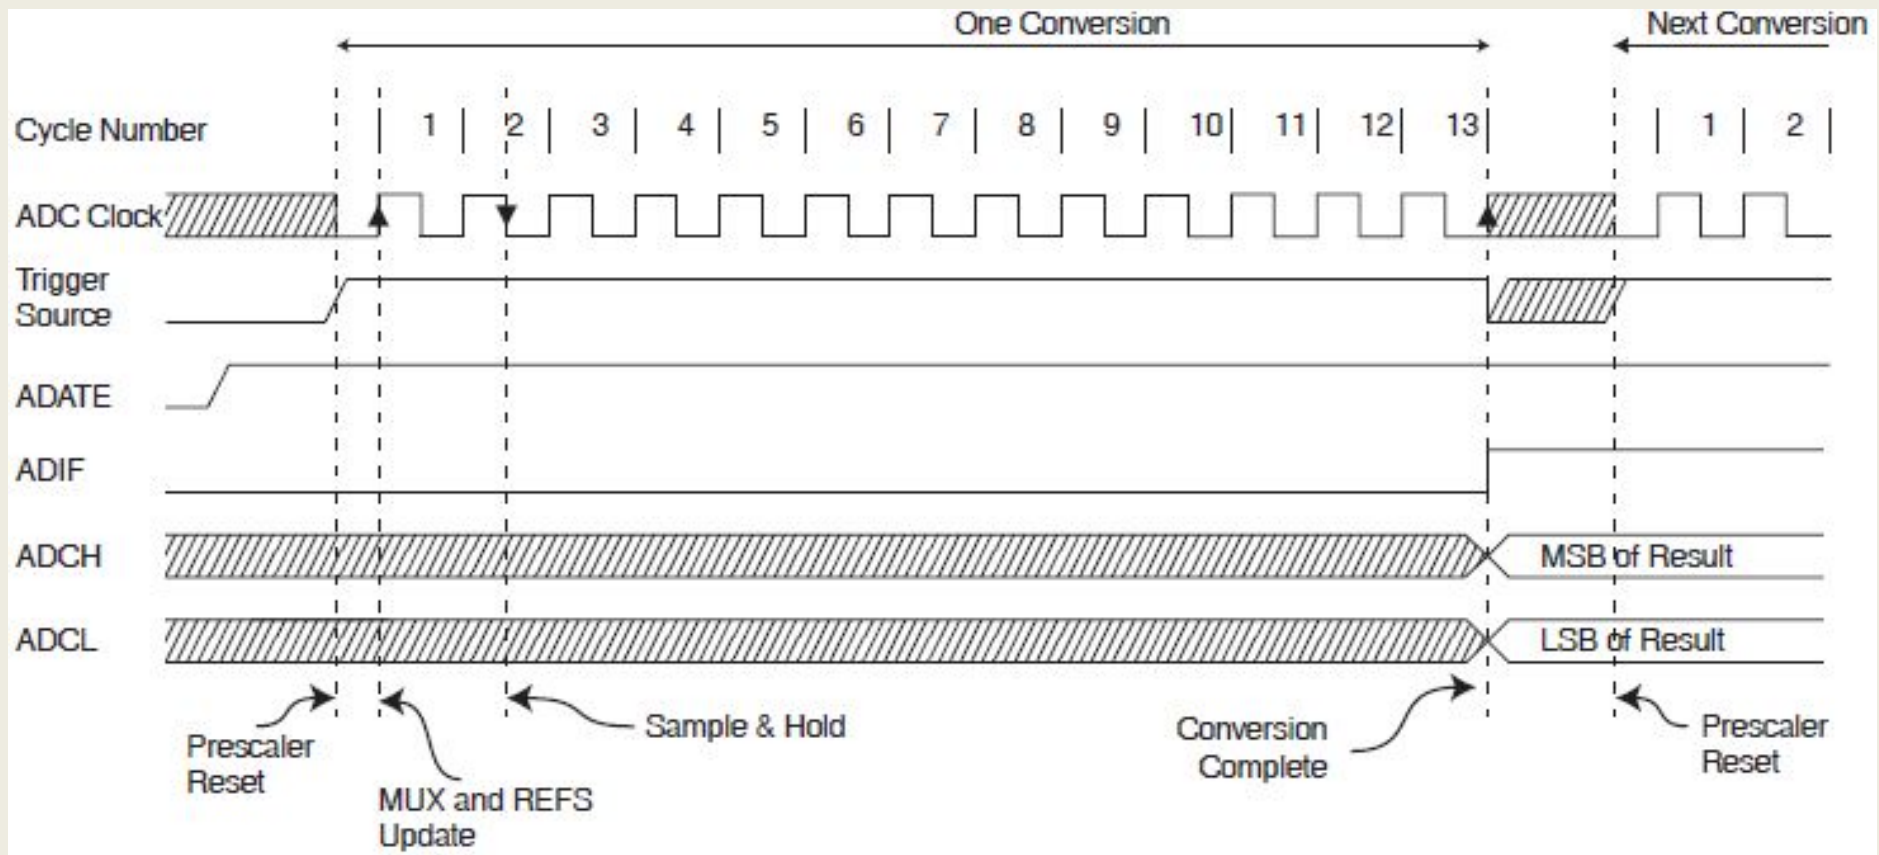 One Conversion
Next Conversion
Cycle Number
1 2 3 4 5 6 7 8 9 10 11 12 13 1 2
ADC Clock
Trigger
Source
ADATE
ADIF
ADCH
MSB of Result
ADCL
LSB of Result
Prescaler
Reset
MUX and REFS
Update
Sample & Hold
Conversion
Complete
Prescaler
Reset